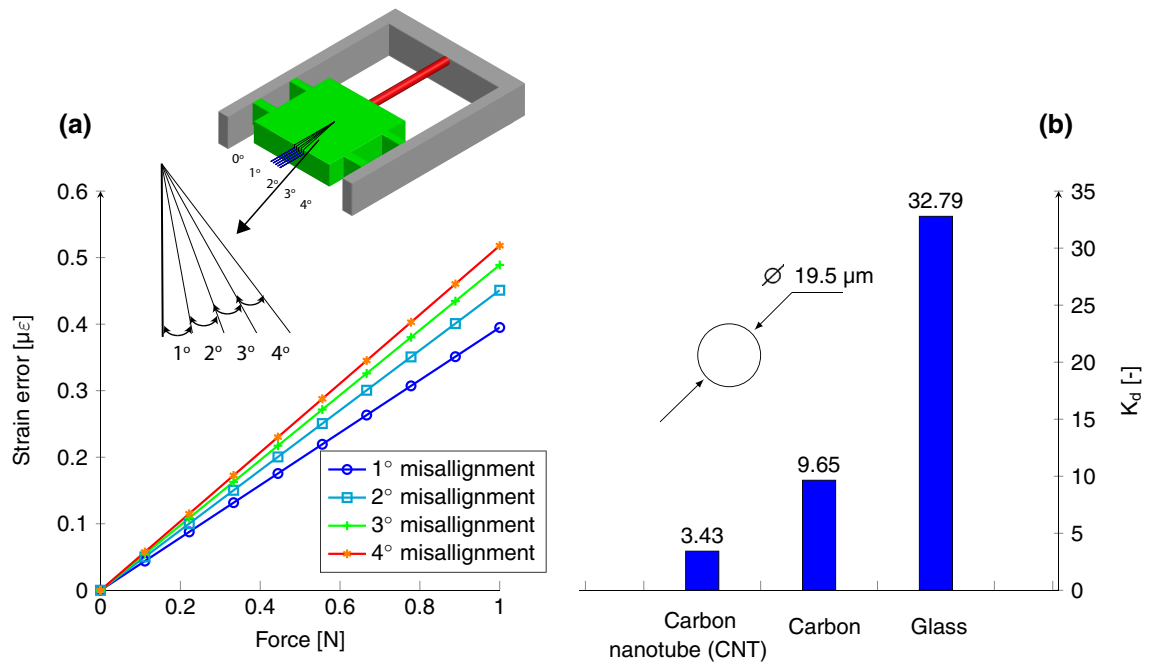 (a)
(b)
0°
1°
2°
3°
4°
1° 2° 3° 4°
0.6
0.5
0.4
0.3
0.2
0.1
0
Strain error [με]
0 0.2 0.4 0.6 0.8 1
Force [N]
1° misallignment
2° misallignment
3° misallignment
4° misallignment
⌀ 19.5 μm
3.43
9.65
32.79
35
30
25
20
15
10
5
0
K_d [-]
Carbon
nanotube (CNT)
Carbon
Glass